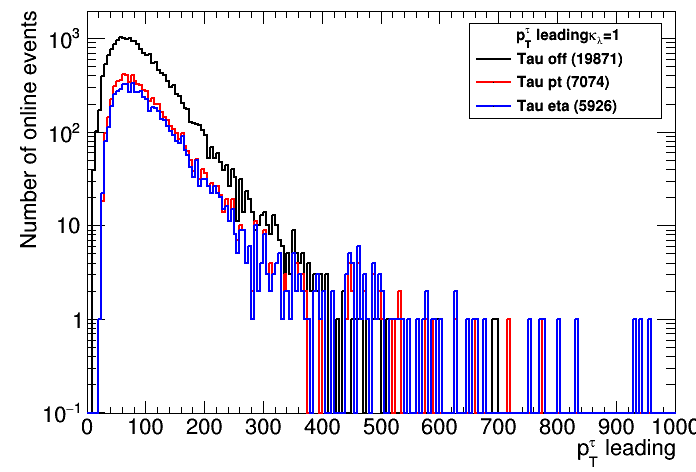 p_T^τ leadingκ_λ=1
Tau off (19871)
Tau pt (7074)
Tau eta (5926)
Number of online events
10^3
10^2
10
1
10^−1
0 100 200 300 400 500 600 700 800 900 1000
p_T^τ leading